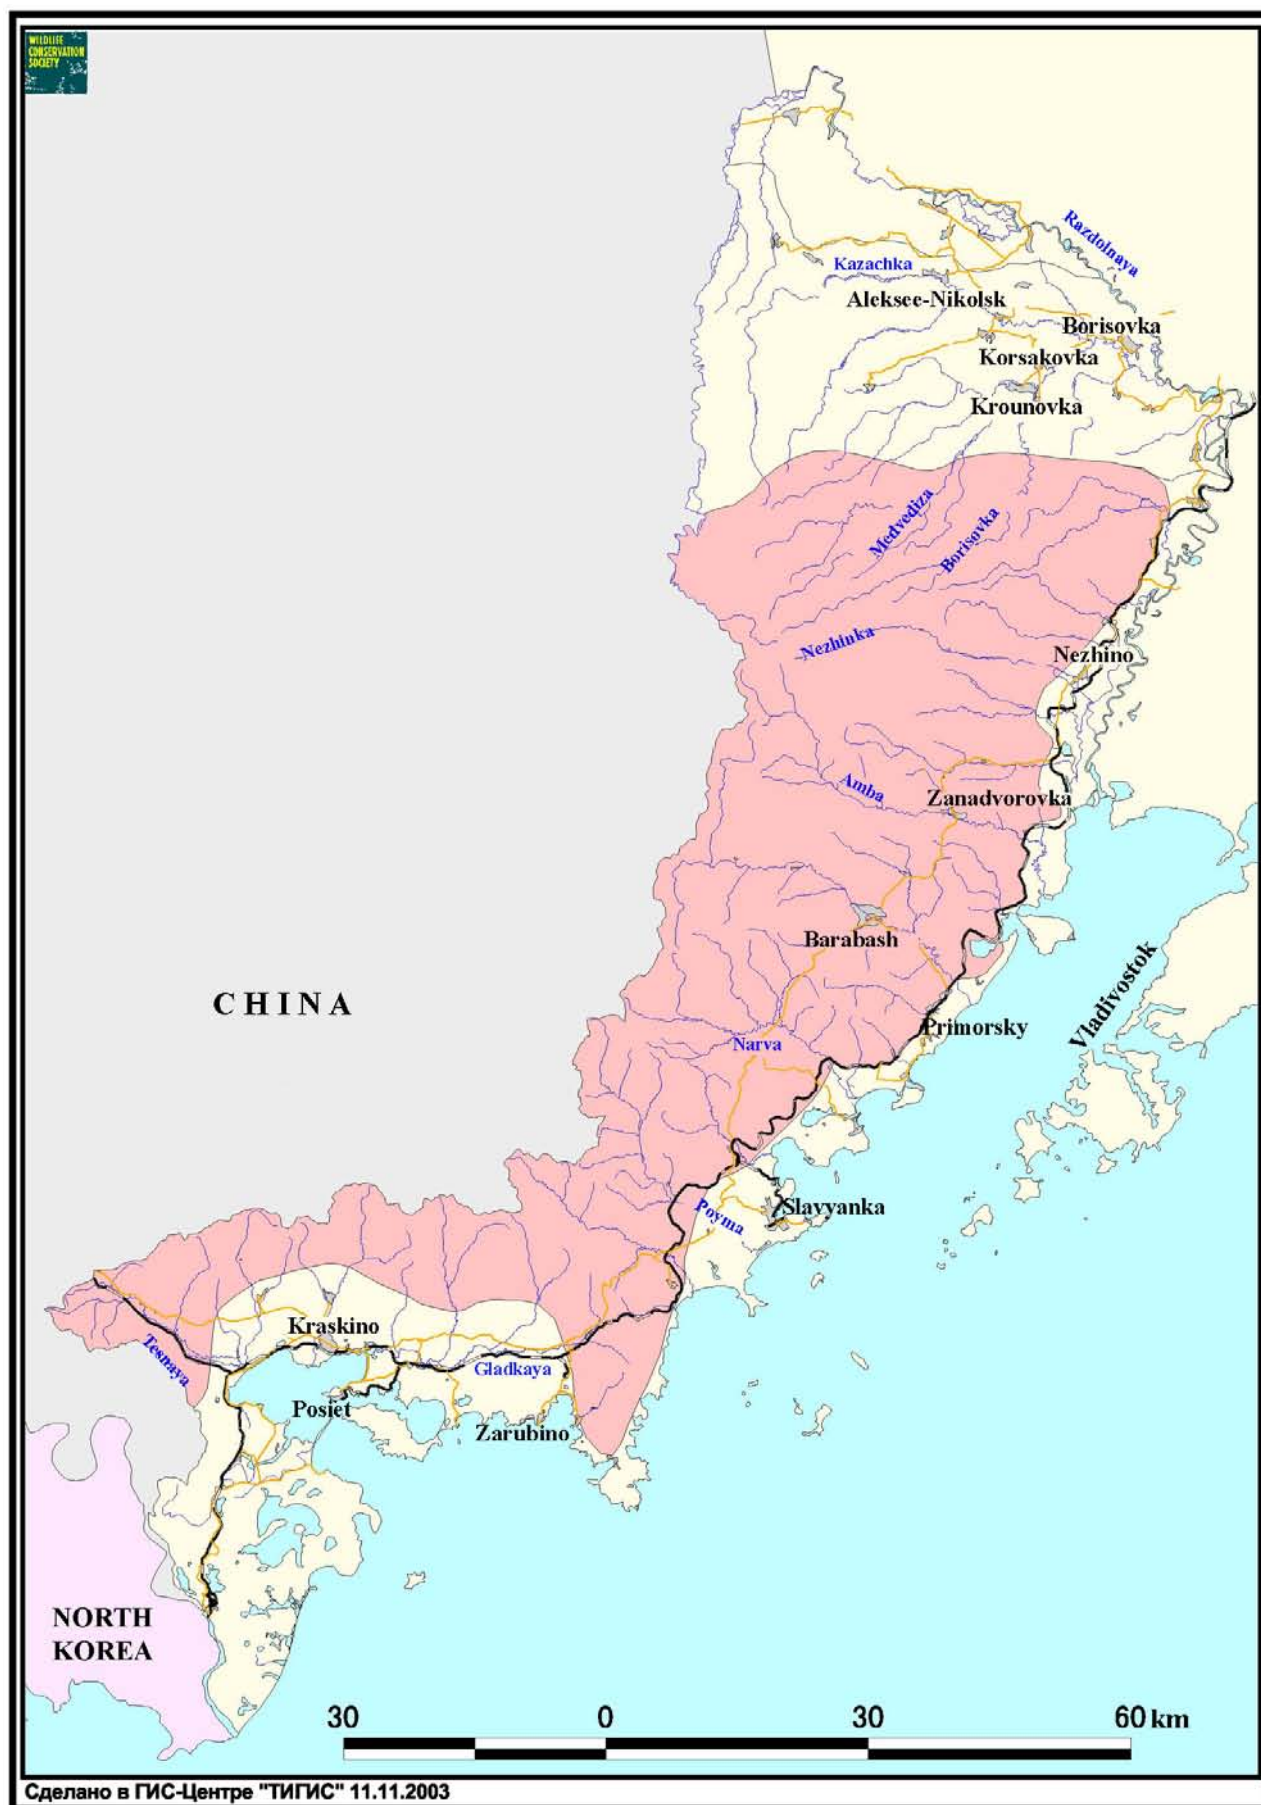 WILDLIFE
CONSERVATION
SOCIETY
Razdolnaya
Kazachka
Aleksee-Nikolsk
Borisovka
Korsakovka
Krounovka
Medvediza
Borisovka
Nezhinka
Nezhino
Amba
Zanadvorovka
Barabash
CHINA
Vladivostok
Primorsky
Narva
Slavyanka
Poyma
Kraskino
Tesnaya
Gladkaya
Posiet
Zarubino
NORTH
KOREA
30 0 30 60 km
Сделано в ГИС-Центре "ТИГИС" 11.11.2003